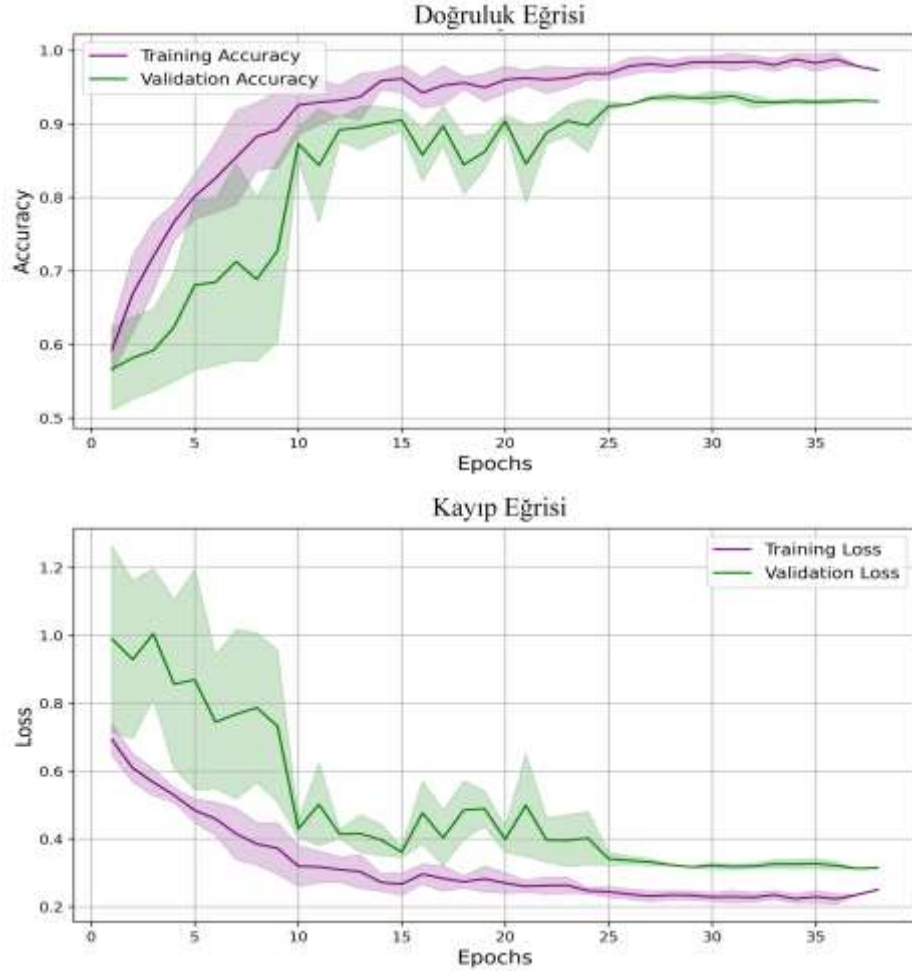 Doğruluk Eğrisi
Training Accuracy
Validation Accuracy
1.0
0.9
0.8
0.7
0.6
0.5
Accuracy
0 5 10 15 20 25 30 35
Epochs
Kayıp Eğrisi
Training Loss
Validation Loss
1.2
1.0
0.8
0.6
0.4
0.2
Loss
0 5 10 15 20 25 30 35
Epochs